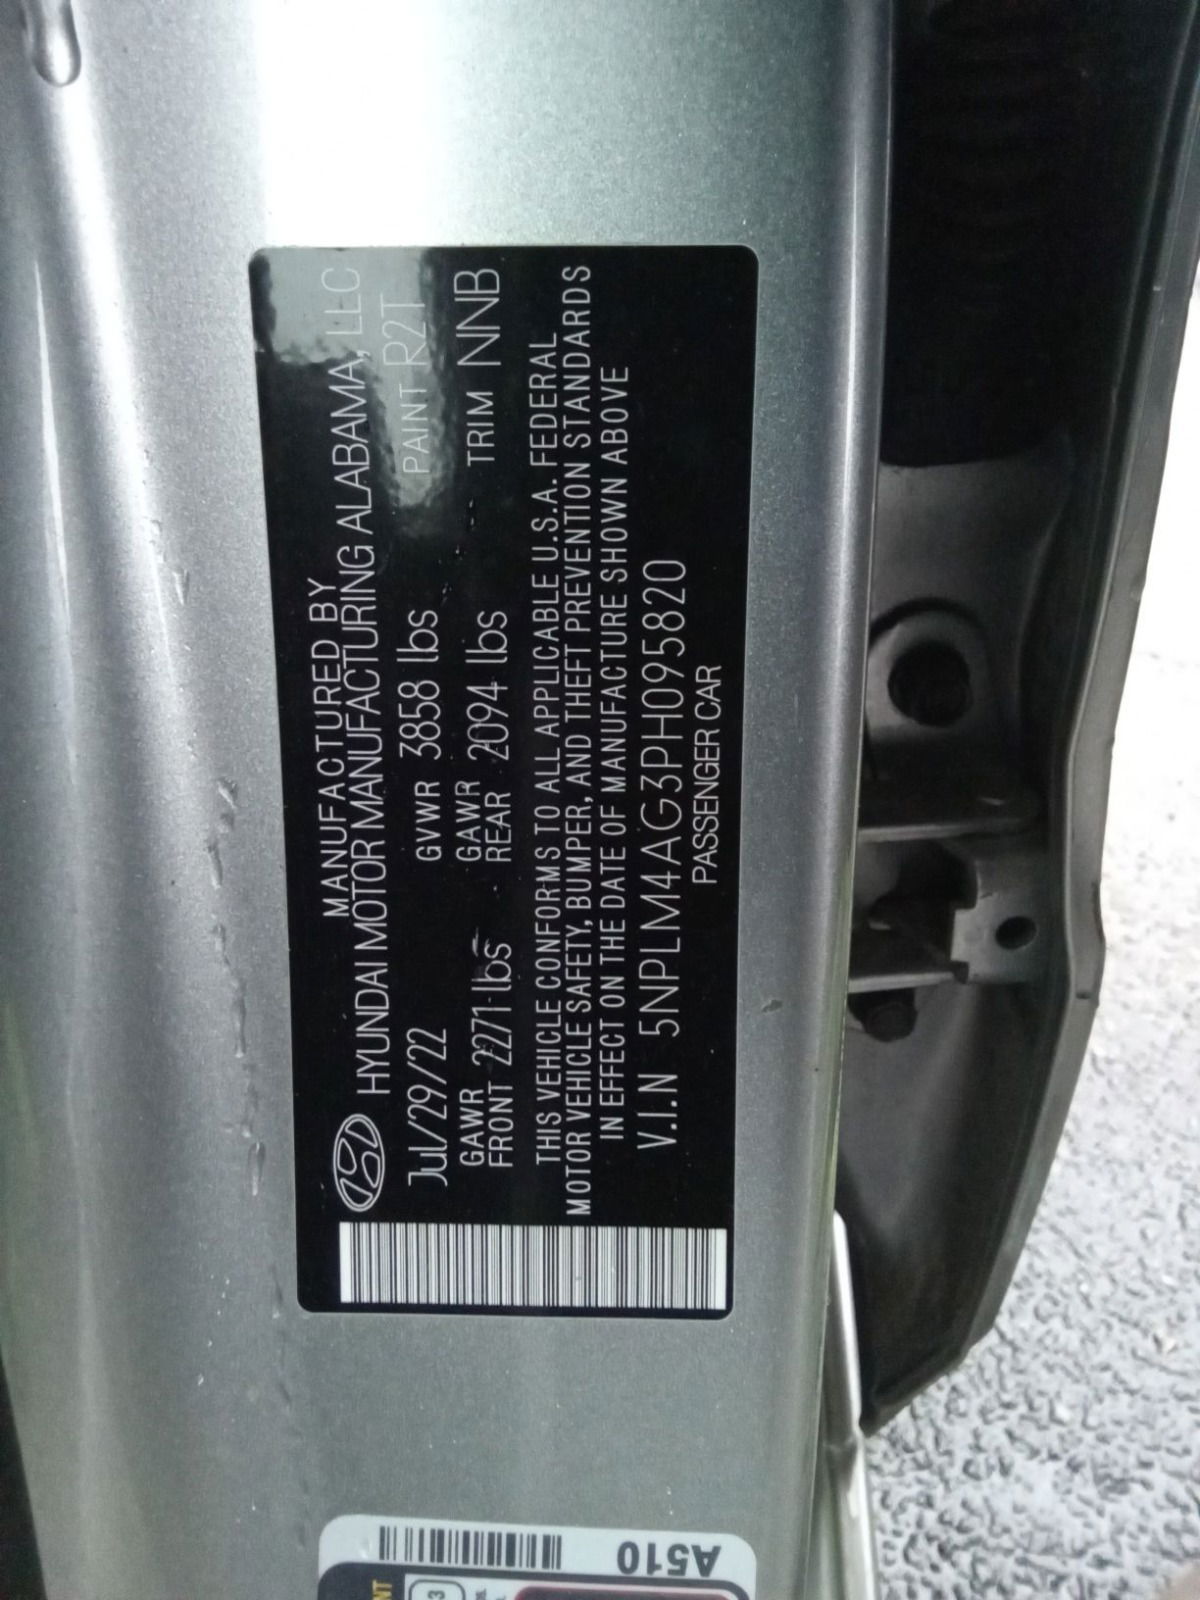 MANUFACTURED BY
HYUNDAI MOTOR MANUFACTURING ALABAMA, LLC
Jul/29/22 GVWR 3858 lbs PAINT R2T
GAWR FRONT 2271 lbs GAWR REAR 2094 lbs TRIM NNB
THIS VEHICLE CONFORMS TO ALL APPLICABLE U.S.A. FEDERAL
MOTOR VEHICLE SAFETY, BUMPER, AND THEFT PREVENTION STANDARDS
IN EFFECT ON THE DATE OF MANUFACTURE SHOWN ABOVE
V.I.N 5NPLM4AG3PH095820
PASSENGER CAR
A510
3